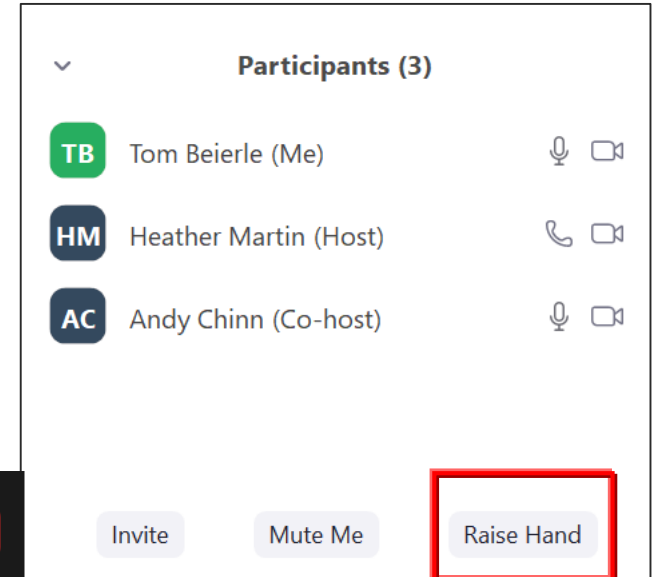 Participants (3)
TB Tom Beierle (Me)
HM Heather Martin (Host)
AC Andy Chinn (Co-host)
Invite Mute Me Raise Hand